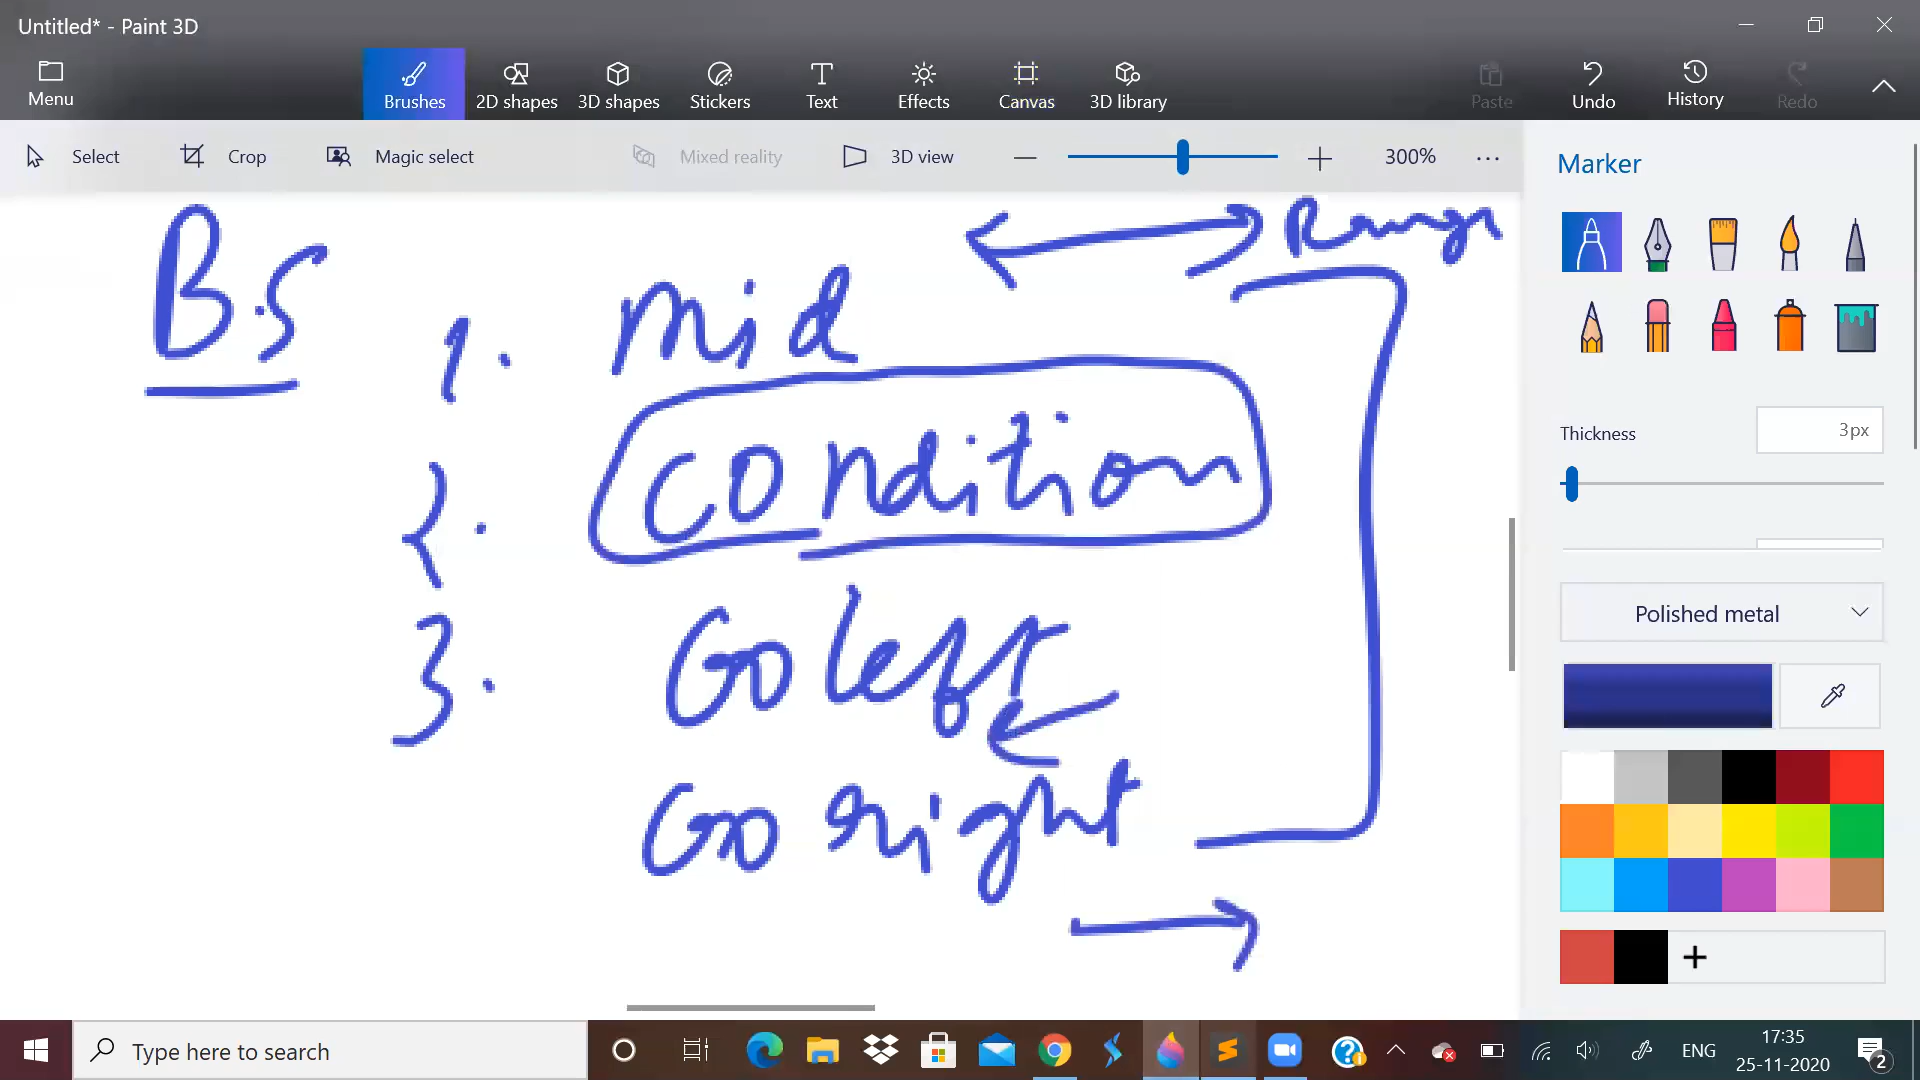 Untitled* - Paint 3D
Menu
Brushes
2D shapes
3D shapes
Stickers
Text
Effects
Canvas
3D library
Paste
Undo
History
Redo
Select
Crop
Magic select
Mixed reality
3D view
300%
Marker
Thickness
3px
Polished metal
B.S
Range
1. Mid
2. condition
3. Go left
Go right
Type here to search
ENG
17:35
25-11-2020
2